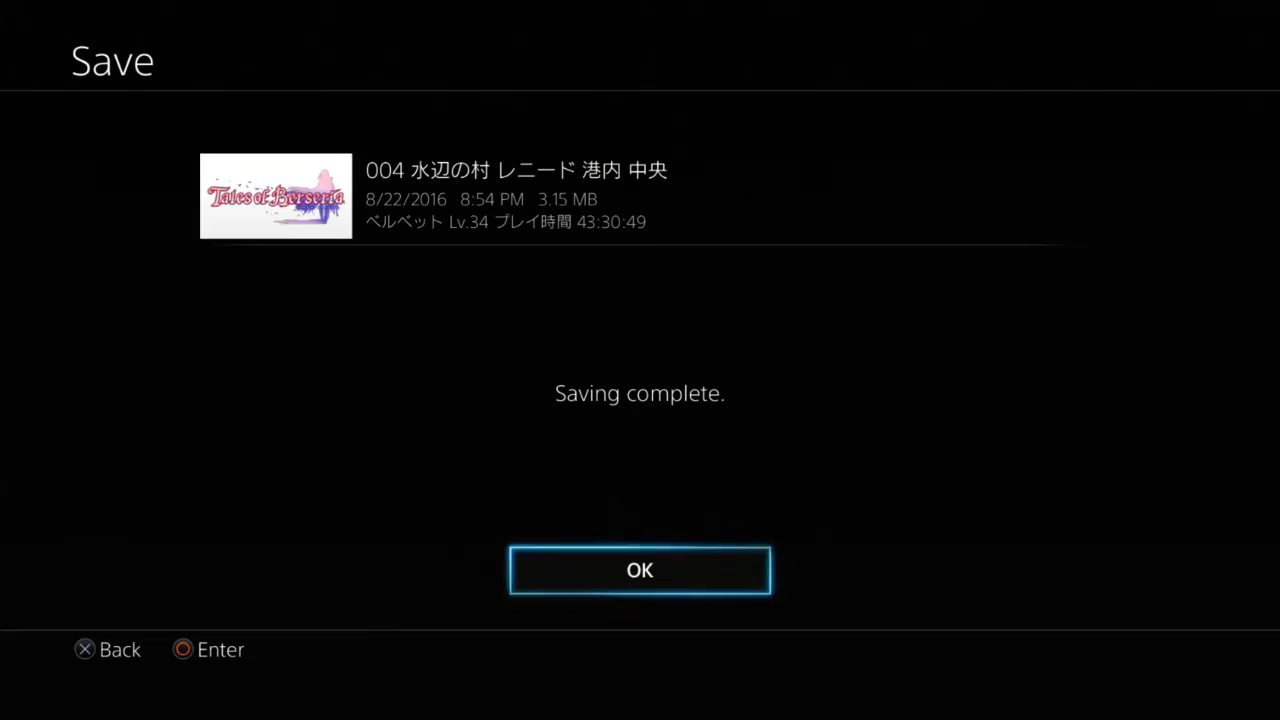 Save
Tales of Berseria
004 水辺の村 レニード 港内 中央
8/22/2016 8:54 PM 3.15 MB
ベルベット Lv.34 プレイ時間 43:30:49
Saving complete.
OK
Back Enter